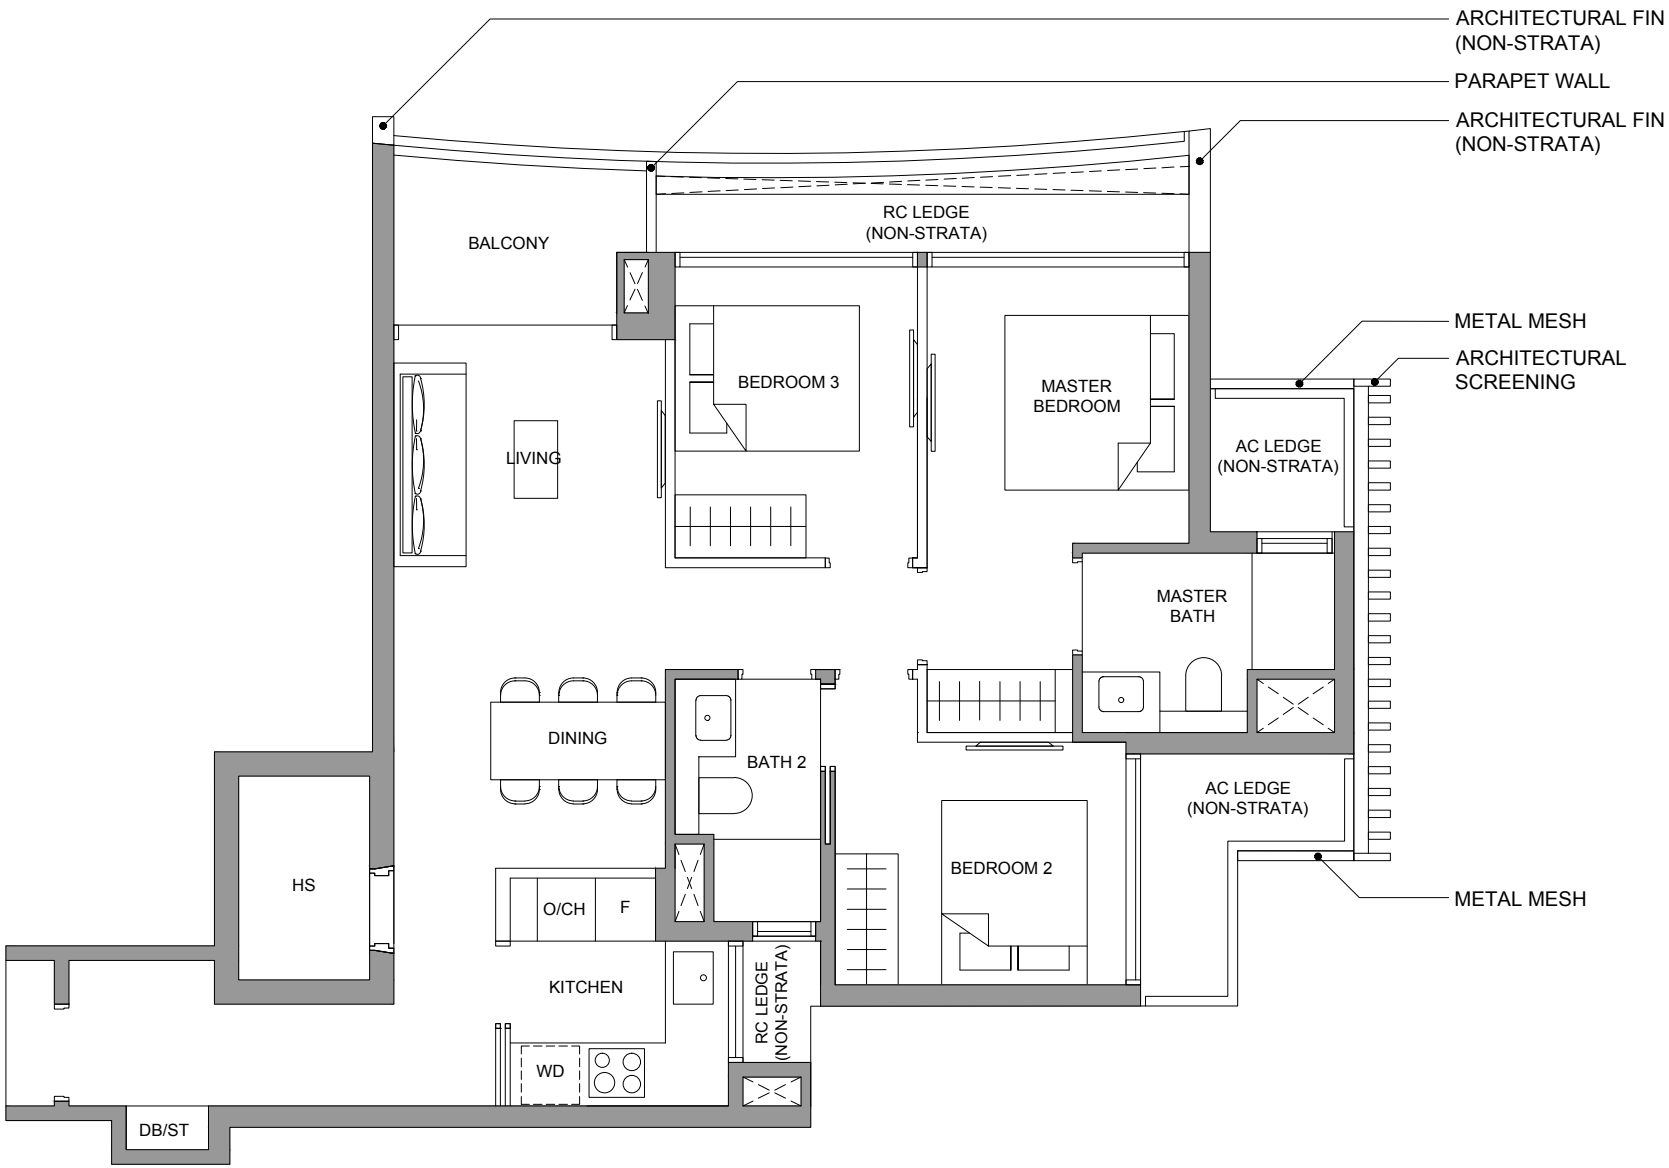 ARCHITECTURAL FIN
(NON-STRATA)
PARAPET WALL
ARCHITECTURAL FIN
(NON-STRATA)
RC LEDGE
(NON-STRATA)
BALCONY
METAL MESH
ARCHITECTURAL
SCREENING
BEDROOM 3
MASTER
BEDROOM
AC LEDGE
(NON-STRATA)
LIVING
MASTER
BATH
DINING
BATH 2
AC LEDGE
(NON-STRATA)
BEDROOM 2
HS
O/CH
F
METAL MESH
KITCHEN
RC LEDGE
(NON-STRATA)
WD
DB/ST